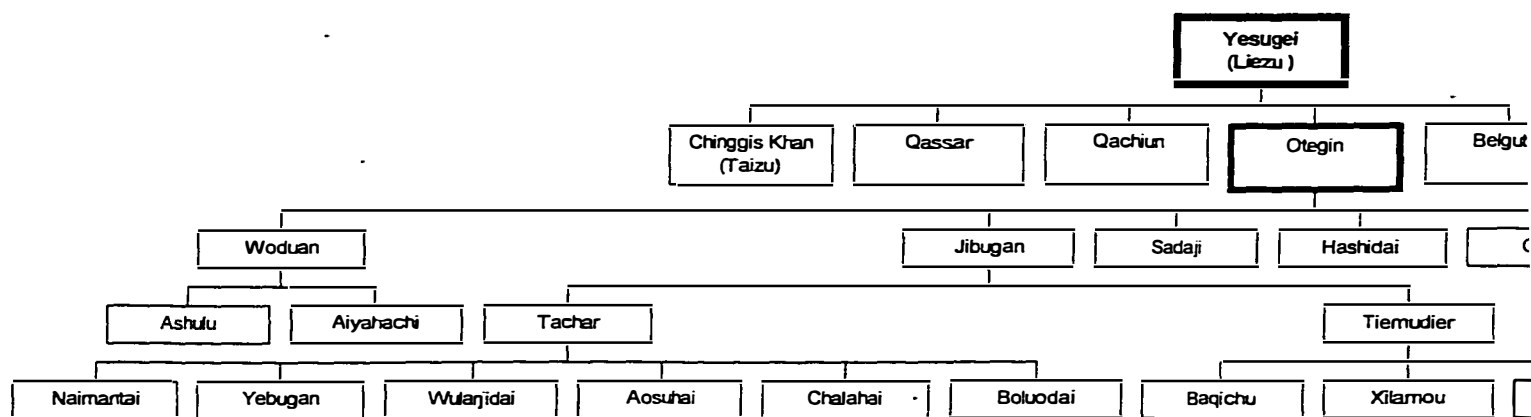 Yesugei
(Liezu )
Chinggis Khan
(Taizu)
Qassar
Qachiun
Otegin
Belgut
Woduan
Jibugan
Sadaji
Hashidai
Ashulu
Aiyahachi
Tachar
Tiemudier
Naimantai
Yebugan
Wulanjidai
Aosuhai
Chalahai
Boluodai
Baqichu
Xilamou